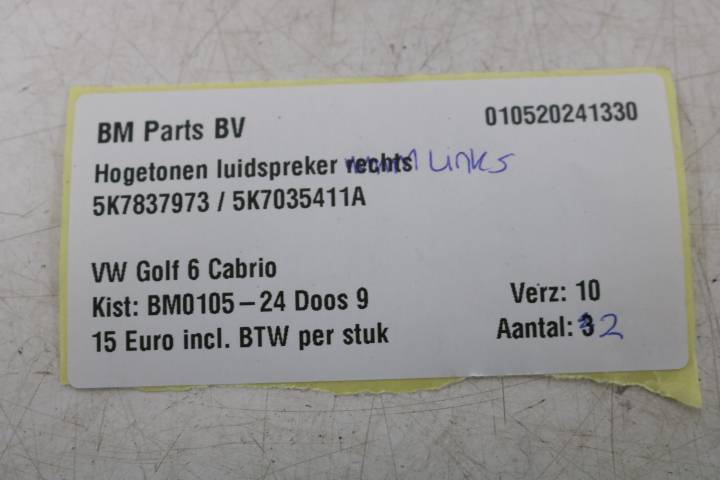 BM Parts BV
010520241330
Hogetonen luidspreker rechts Links
5K7837973 / 5K7035411A
VW Golf 6 Cabrio
Kist: BM0105-24 Doos 9
Verz: 10
15 Euro incl. BTW per stuk
Aantal: 3 2